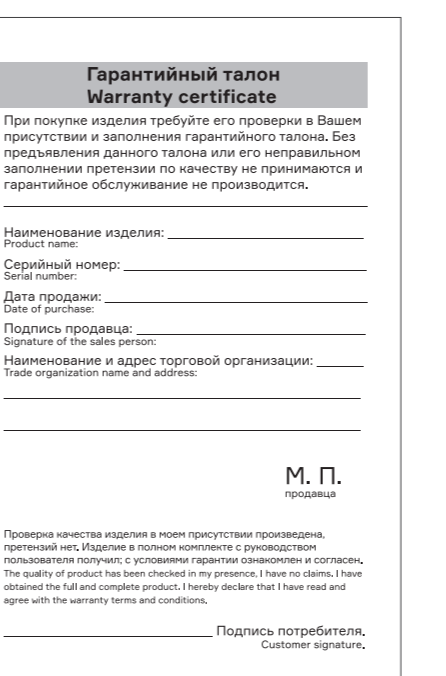 Гарантийный талон
Warranty certificate
При покупке изделия требуйте его проверки в Вашем
присутствии и заполнения гарантийного талона. Без
предъявления данного талона или его неправильном
заполнении претензии по качеству не принимаются и
гарантийное обслуживание не производится.
Наименование изделия:
Product name:
Серийный номер:
Serial number:
Дата продажи:
Date of purchase:
Подпись продавца:
Signature of the sales person:
Наименование и адрес торговой организации:
Trade organization name and address:
М. П.
продавца
Проверка качества изделия в моем присутствии произведена,
претензий нет. Изделие в полном комплекте с руководством
пользователя получил; с условиями гарантии ознакомлен и согласен.
The quality of product has been checked in my presence. I have no claims. I have
obtained the full and complete product. I hereby declare that I have read and
agree with the warranty terms and conditions.
Подпись потребителя.
Customer signature.